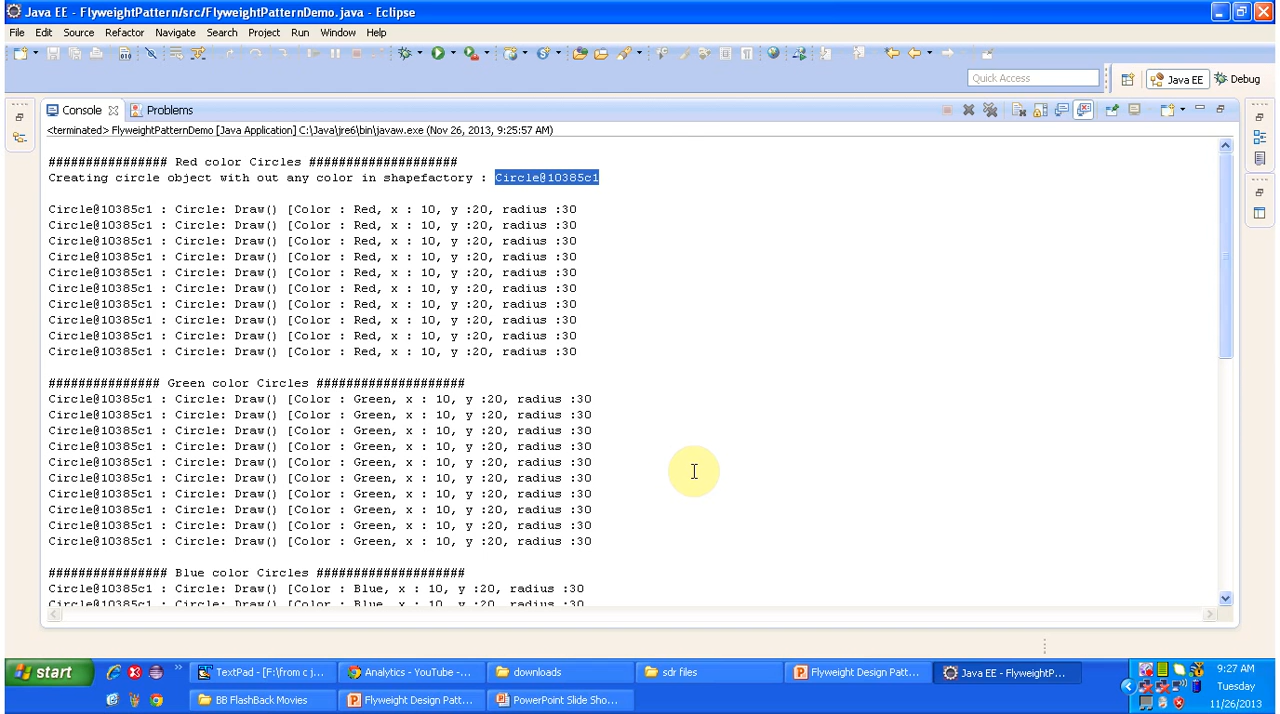 Java EE - FlyweightPattern/src/FlyweightPatternDemo.java - Eclipse
File Edit Source Refactor Navigate Search Project Run Window Help
Quick Access
Java EE
Debug
Console
Problems
<terminated> FlyweightPatternDemo [Java Application] C:\Java\jre6\bin\javaw.exe (Nov 26, 2013, 9:25:57 AM)
################ Red color Circles ####################
Creating circle object with out any color in shapefactory : Circle@10385c1
Circle@10385c1 : Circle: Draw() [Color : Red, x : 10, y :20, radius :30
Circle@10385c1 : Circle: Draw() [Color : Red, x : 10, y :20, radius :30
Circle@10385c1 : Circle: Draw() [Color : Red, x : 10, y :20, radius :30
Circle@10385c1 : Circle: Draw() [Color : Red, x : 10, y :20, radius :30
Circle@10385c1 : Circle: Draw() [Color : Red, x : 10, y :20, radius :30
Circle@10385c1 : Circle: Draw() [Color : Red, x : 10, y :20, radius :30
Circle@10385c1 : Circle: Draw() [Color : Red, x : 10, y :20, radius :30
Circle@10385c1 : Circle: Draw() [Color : Red, x : 10, y :20, radius :30
Circle@10385c1 : Circle: Draw() [Color : Red, x : 10, y :20, radius :30
Circle@10385c1 : Circle: Draw() [Color : Red, x : 10, y :20, radius :30
############### Green color Circles ####################
Circle@10385c1 : Circle: Draw() [Color : Green, x : 10, y :20, radius :30
Circle@10385c1 : Circle: Draw() [Color : Green, x : 10, y :20, radius :30
Circle@10385c1 : Circle: Draw() [Color : Green, x : 10, y :20, radius :30
Circle@10385c1 : Circle: Draw() [Color : Green, x : 10, y :20, radius :30
Circle@10385c1 : Circle: Draw() [Color : Green, x : 10, y :20, radius :30
Circle@10385c1 : Circle: Draw() [Color : Green, x : 10, y :20, radius :30
Circle@10385c1 : Circle: Draw() [Color : Green, x : 10, y :20, radius :30
Circle@10385c1 : Circle: Draw() [Color : Green, x : 10, y :20, radius :30
Circle@10385c1 : Circle: Draw() [Color : Green, x : 10, y :20, radius :30
Circle@10385c1 : Circle: Draw() [Color : Green, x : 10, y :20, radius :30
################ Blue color Circles ####################
Circle@10385c1 : Circle: Draw() [Color : Blue, x : 10, y :20, radius :30
Circle@10385c1 : Circle: Draw() [Color : Blue, x : 10, y :20, radius :30
start
TextPad - [F:\from c j...
Analytics - YouTube -...
downloads
sdr files
Flyweight Design Patt...
Java EE - FlyweightP...
9:27 AM
BB FlashBack Movies
Flyweight Design Patt...
PowerPoint Slide Sho...
Tuesday
11/26/2013